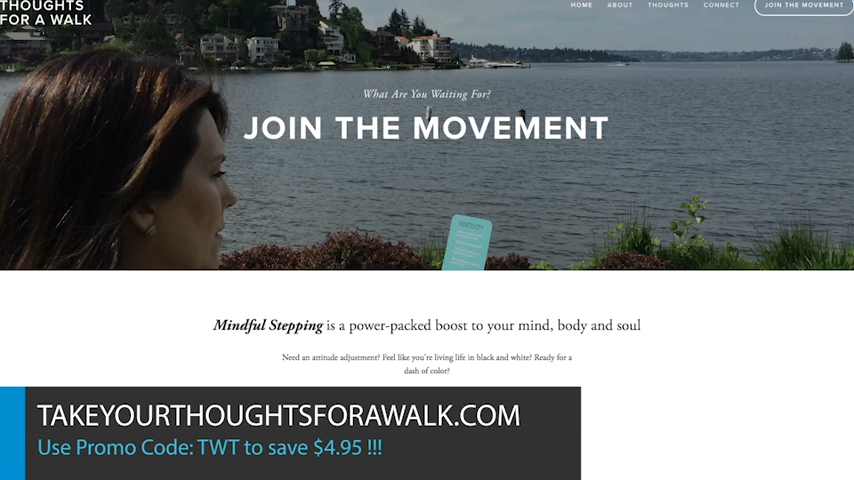 THOUGHTS
FOR A WALK
HOME ABOUT THOUGHTS CONNECT JOIN THE MOVEMENT
What Are You Waiting For?
JOIN THE MOVEMENT
Mindful Stepping is a power-packed boost to your mind, body and soul
Need an attitude adjustment? Feel like you're living life in black and white? Ready for a
dash of color?
TAKEYOURTHOUGHTSFORAWALK.COM
Use Promo Code: TWT to save $4.95 !!!